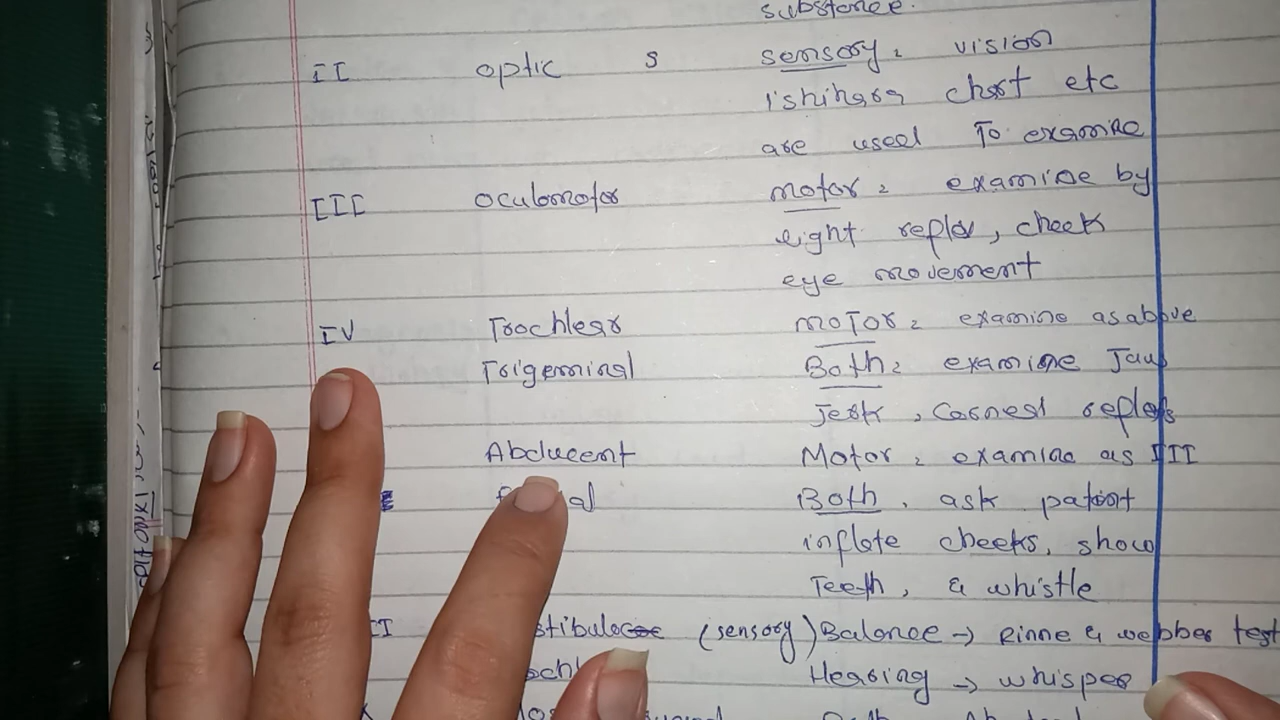 substance.
II optic s sensory: vision
ishihara chart etc
are used To examine
III Oculomotor motor: examine by
light reflex, check
eye movement
IV Trochlear MOTOR: examine as above
Trigeminal Both: examine Jaw
Jerk, Corneal reflex
Abducent Motor: examine as III
Both, ask patient
inflate cheeks, show
Teeth, & whistle
(sensory) Balance → Rinne & webber test
Hearing → whisper